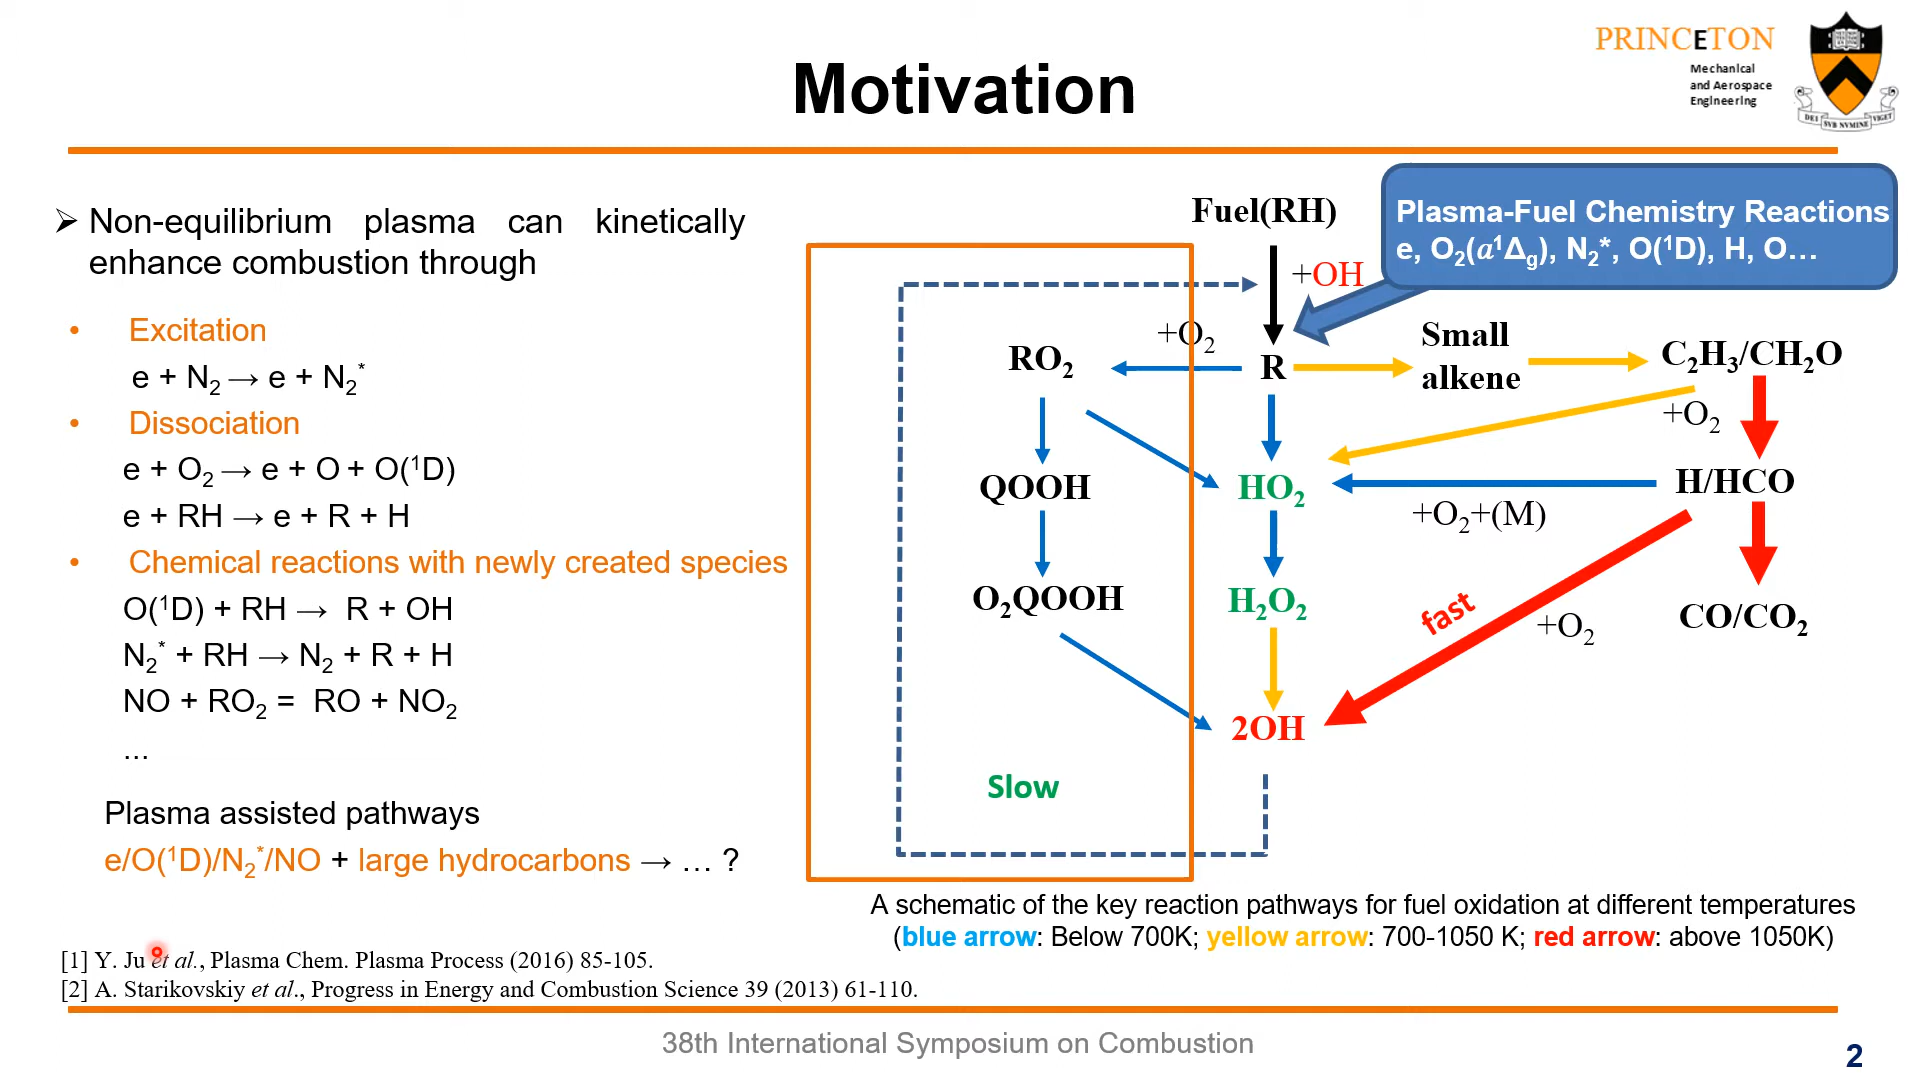 PRINCETON
Mechanical
and Aerospace
Engineering
DEI SVB NVMINE VIGET
Motivation
➢ Non-equilibrium plasma can kinetically
enhance combustion through
• Excitation
e + N₂ → e + N₂*
• Dissociation
e + O₂ → e + O + O(¹D)
e + RH → e + R + H
• Chemical reactions with newly created species
O(¹D) + RH → R + OH
N₂* + RH → N₂ + R + H
NO + RO₂ = RO + NO₂
...
Plasma assisted pathways
e/O(¹D)/N₂*/NO + large hydrocarbons → … ?
Fuel(RH)
+OH
Plasma-Fuel Chemistry Reactions
e, O₂(a¹Δg), N₂*, O(¹D), H, O…
+O₂
RO₂
R
Small
alkene
C₂H₃/CH₂O
+O₂
QOOH
HO₂
H/HCO
+O₂+(M)
O₂QOOH
H₂O₂
fast
+O₂
CO/CO₂
2OH
Slow
A schematic of the key reaction pathways for fuel oxidation at different temperatures
(blue arrow: Below 700K; yellow arrow: 700-1050 K; red arrow: above 1050K)
[1] Y. Ju et al., Plasma Chem. Plasma Process (2016) 85-105.
[2] A. Starikovskiy et al., Progress in Energy and Combustion Science 39 (2013) 61-110.
38th International Symposium on Combustion
2